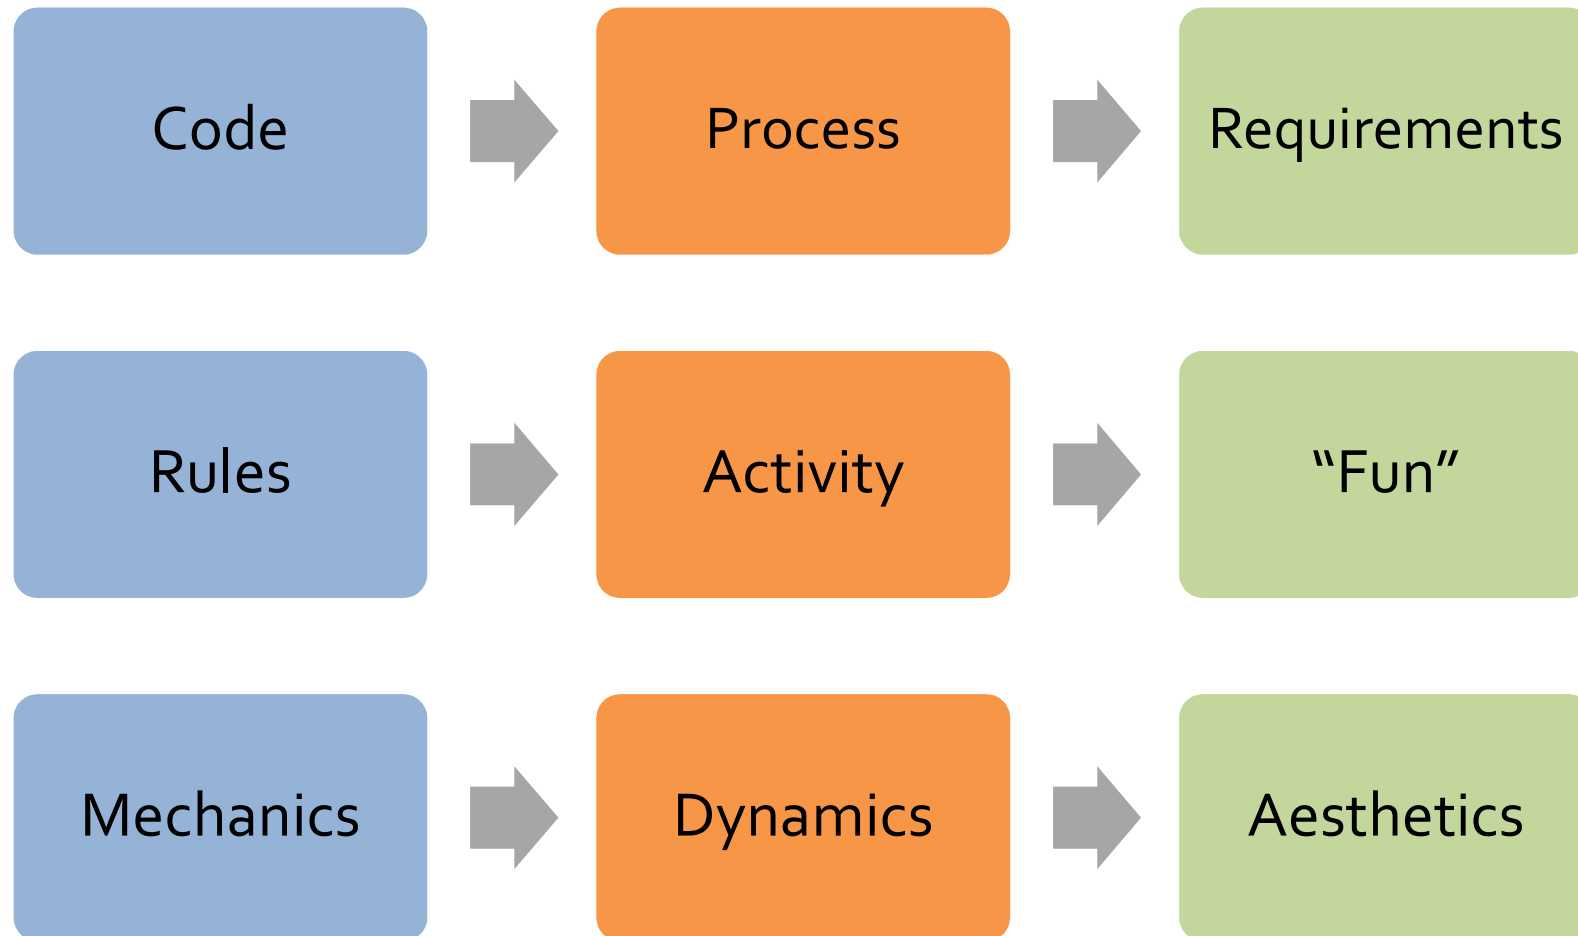 Code
Process
Requirements
Rules
Activity
“Fun”
Mechanics
Dynamics
Aesthetics